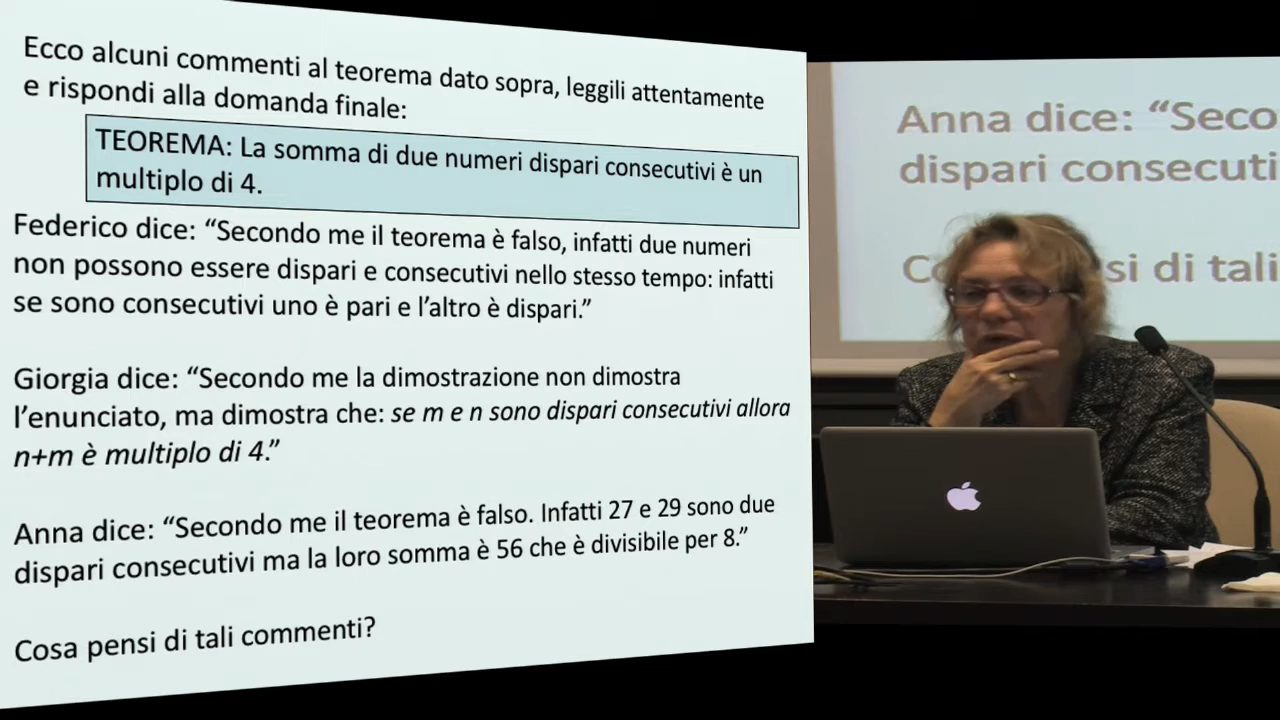 Ecco alcuni commenti al teorema dato sopra, leggili attentamente
e rispondi alla domanda finale:
TEOREMA: La somma di due numeri dispari consecutivi è un
multiplo di 4.
Federico dice: “Secondo me il teorema è falso, infatti due numeri
non possono essere dispari e consecutivi nello stesso tempo: infatti
se sono consecutivi uno è pari e l’altro è dispari.”
Giorgia dice: “Secondo me la dimostrazione non dimostra
l’enunciato, ma dimostra che: se m e n sono dispari consecutivi allora
n+m è multiplo di 4.”
Anna dice: “Secondo me il teorema è falso. Infatti 27 e 29 sono due
dispari consecutivi ma la loro somma è 56 che è divisibile per 8.”
Cosa pensi di tali commenti?
Anna dice: “Seco
dispari consecuti
si di tali